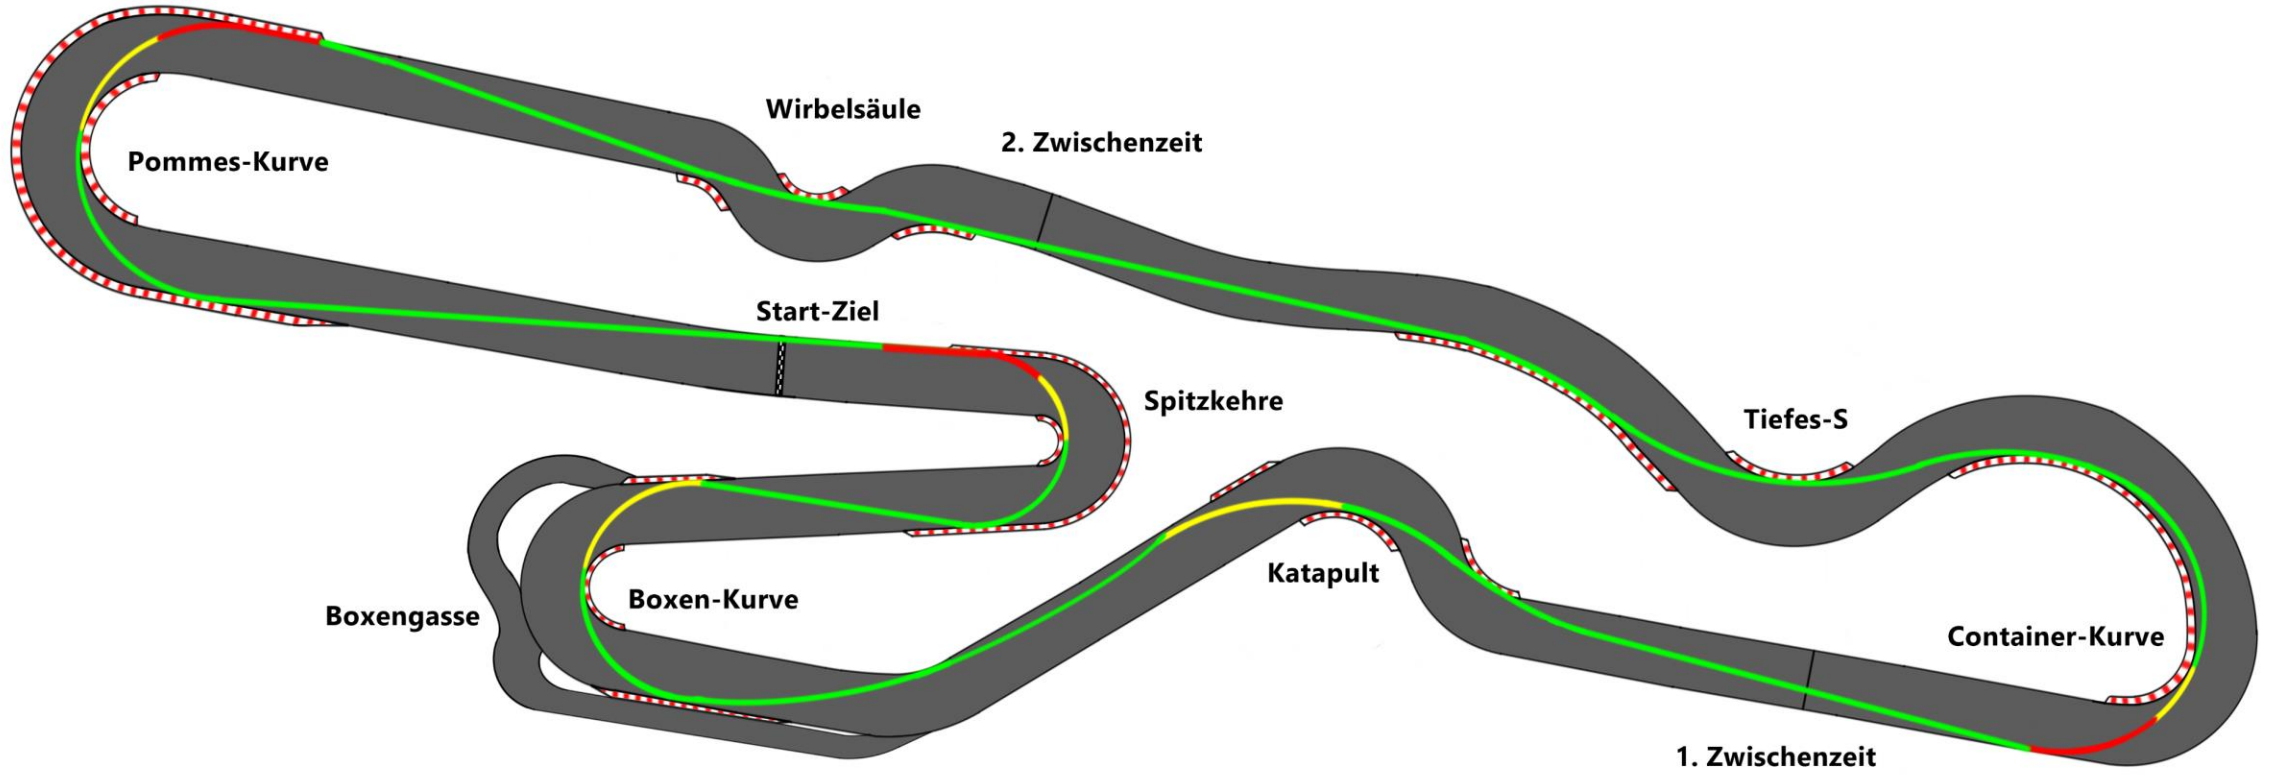 Wirbelsäule
2. Zwischenzeit
Pommes-Kurve
Start-Ziel
Spitzkehre
Tiefes-S
Katapult
Boxen-Kurve
Boxengasse
Container-Kurve
1. Zwischenzeit